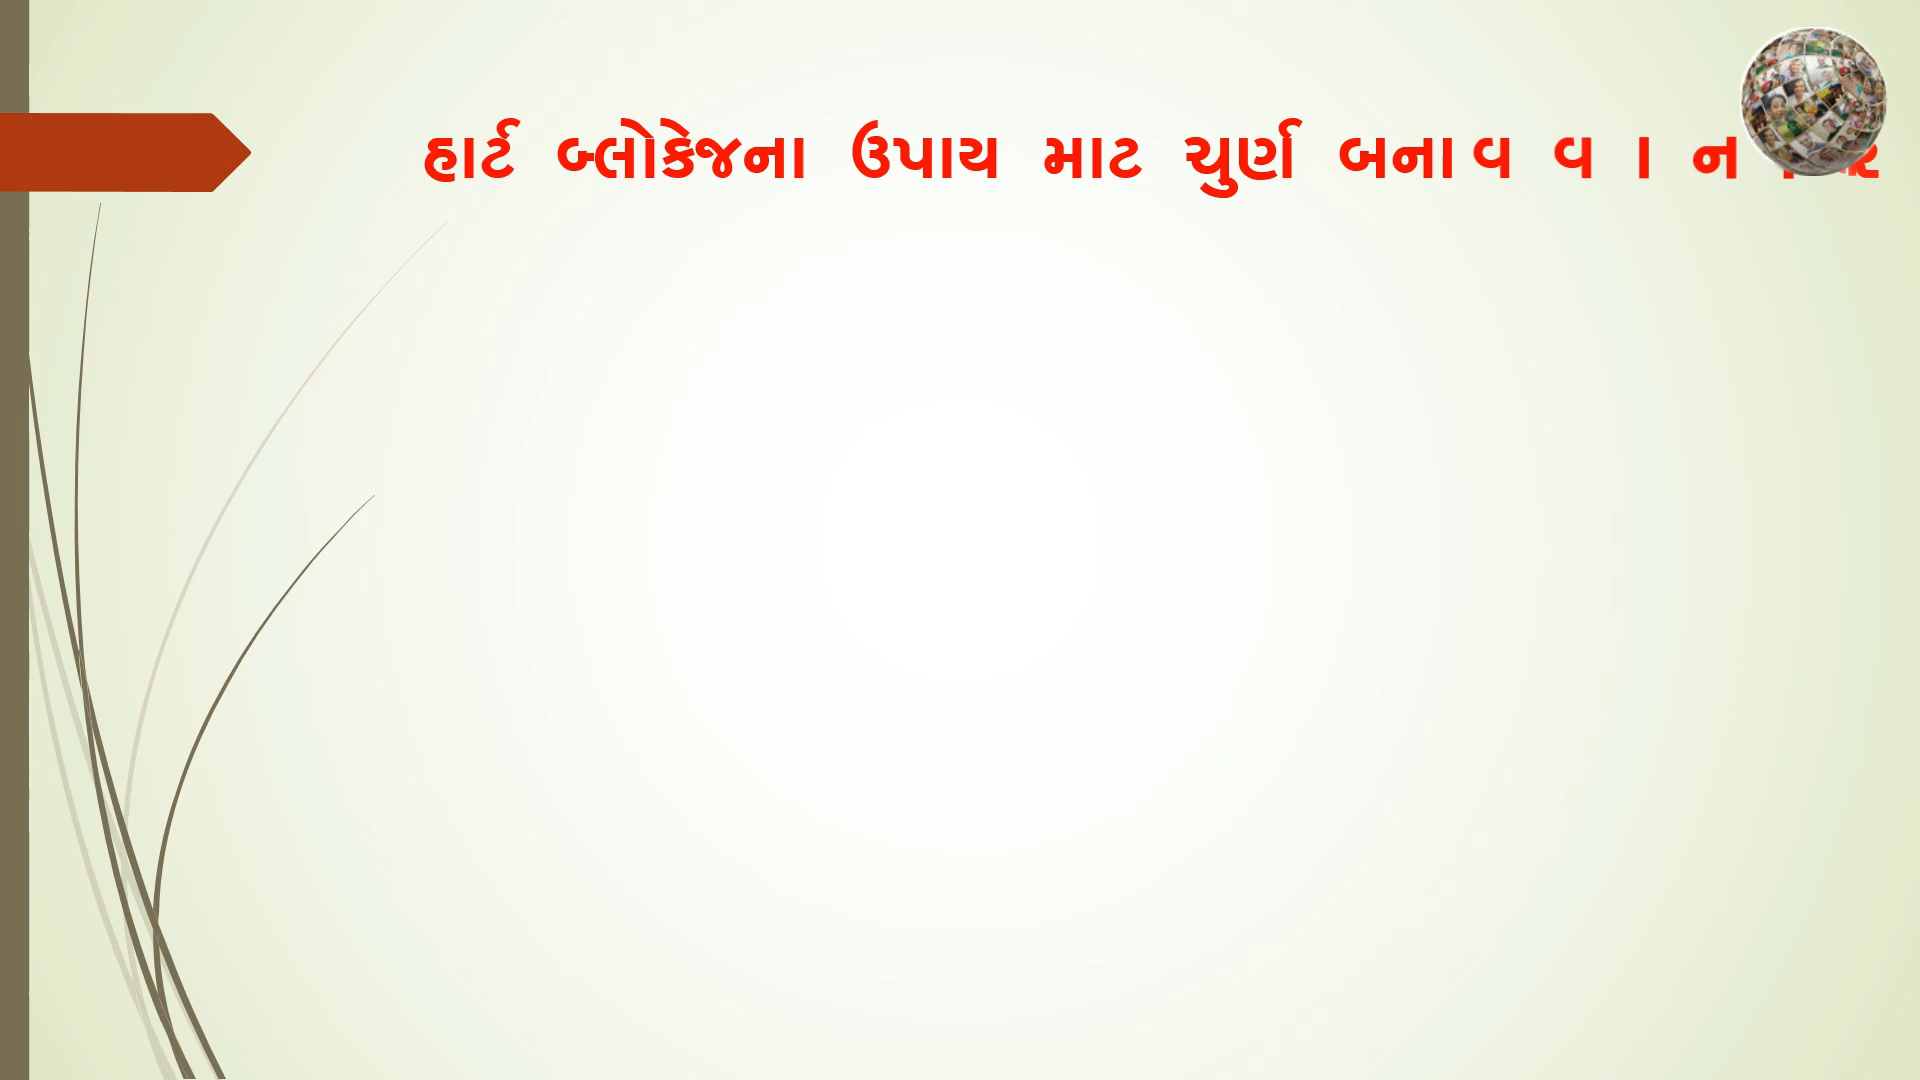 હાર્ટ બ્લોકેજના ઉપાય માટ ચુર્ણ બનાવ વ ા ન